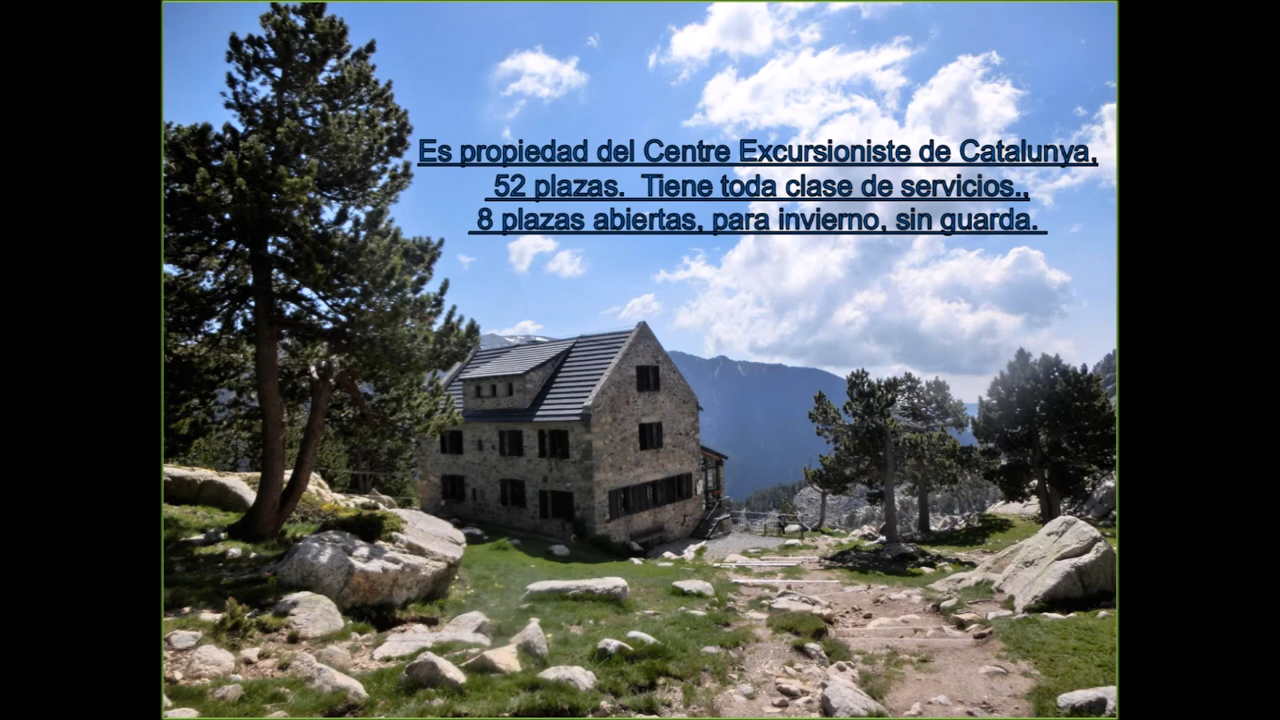 Es propiedad del Centre Excursioniste de Catalunya,
52 plazas.  Tiene toda clase de servicios.,
8 plazas abiertas, para invierno, sin guarda.